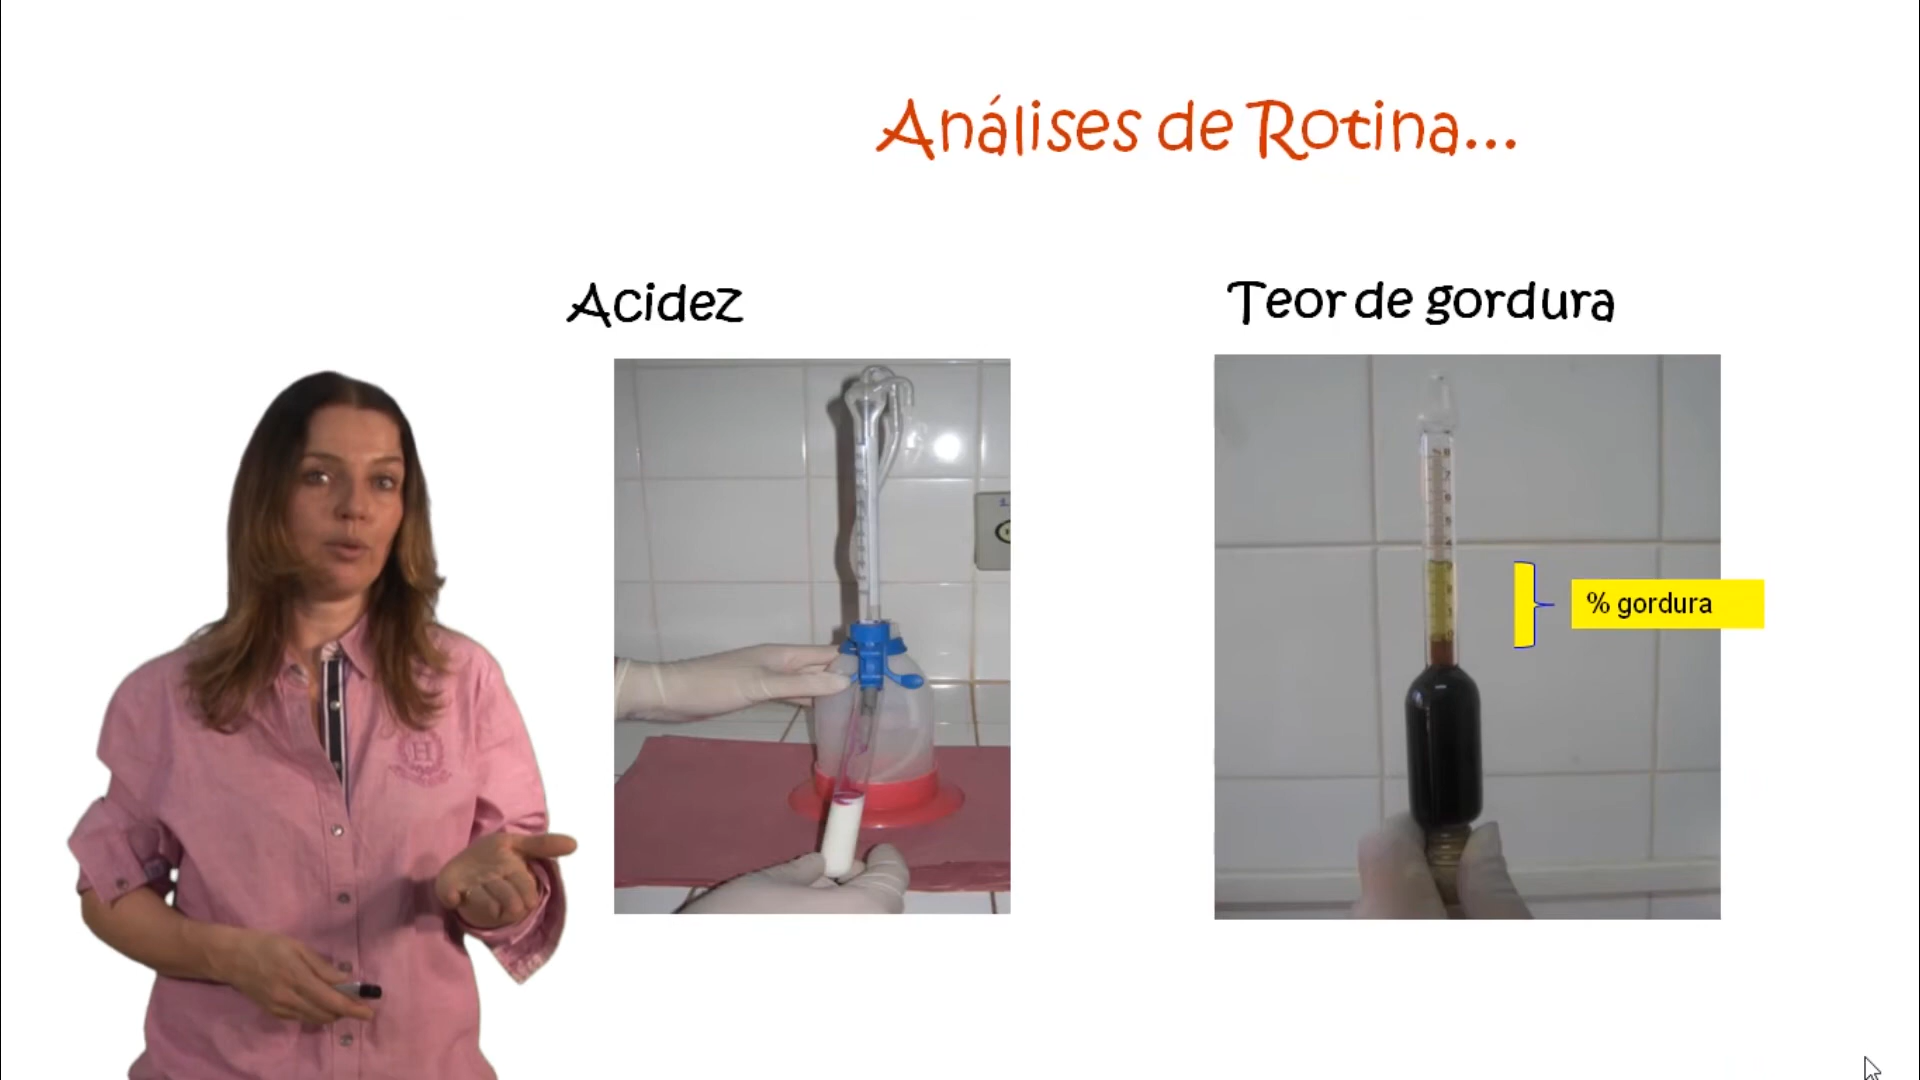 Análises de Rotina...
Acidez
Teor de gordura
% gordura
H